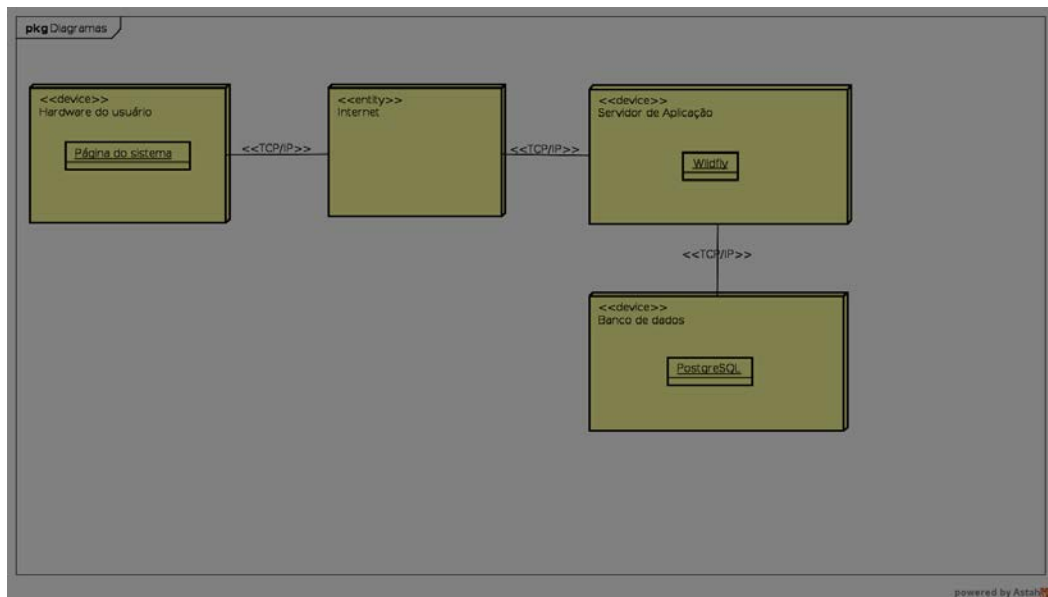 pkg Diagramas
<<device>>
Hardware do usuário
Página do sistema
<<TCP/IP>>
<<entity>>
Internet
<<TCP/IP>>
<<device>>
Servidor de Aplicação
Wildfly
<<TCP/IP>>
<<device>>
Banco de dados
PostgreSQL
powered by Astah